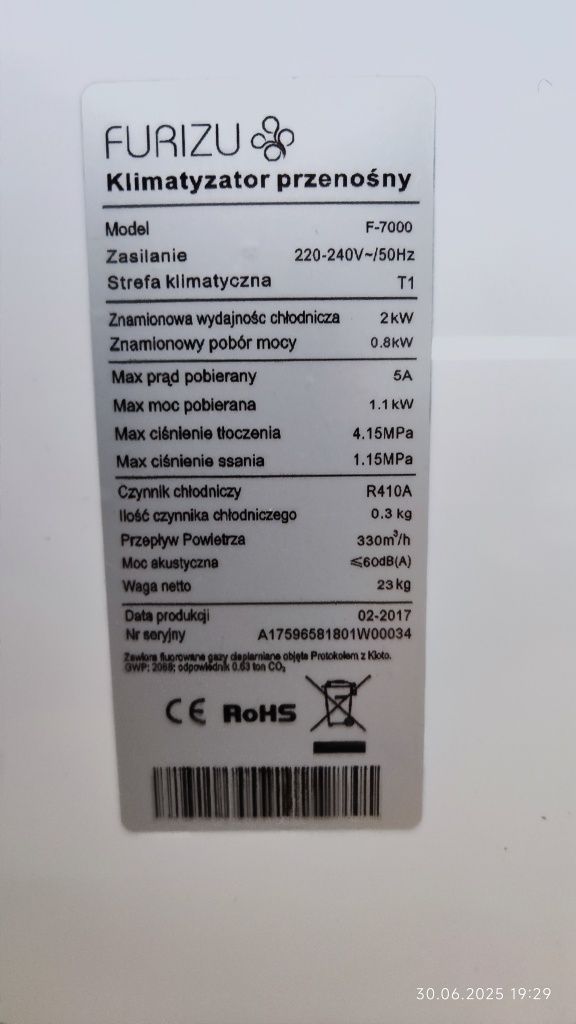 FURIZU
Klimatyzator przenośny
Model F-7000
Zasilanie 220-240V~/50Hz
Strefa klimatyczna T1
Znamionowa wydajnośc chłodnicza 2kW
Znamionowy pobór mocy 0.8kW
Max prąd pobierany 5A
Max moc pobierana 1.1kW
Max ciśnienie tłoczenia 4.15MPa
Max ciśnienie ssania 1.15MPa
Czynnik chłodniczy R410A
Ilość czynnika chłodniczego 0.3 kg
Przepływ Powietrza 330m³/h
Moc akustyczna ≤60dB(A)
Waga netto 23kg
Data produkcji 02-2017
Nr seryjny A17596581801W00034
Zawiera fluorowane gazy cieplarniane objęte Protokołem z Kioto.
GWP: 2088; odpowiednik 0.63 ton CO₂
CE RoHS
30.06.2025 19:29